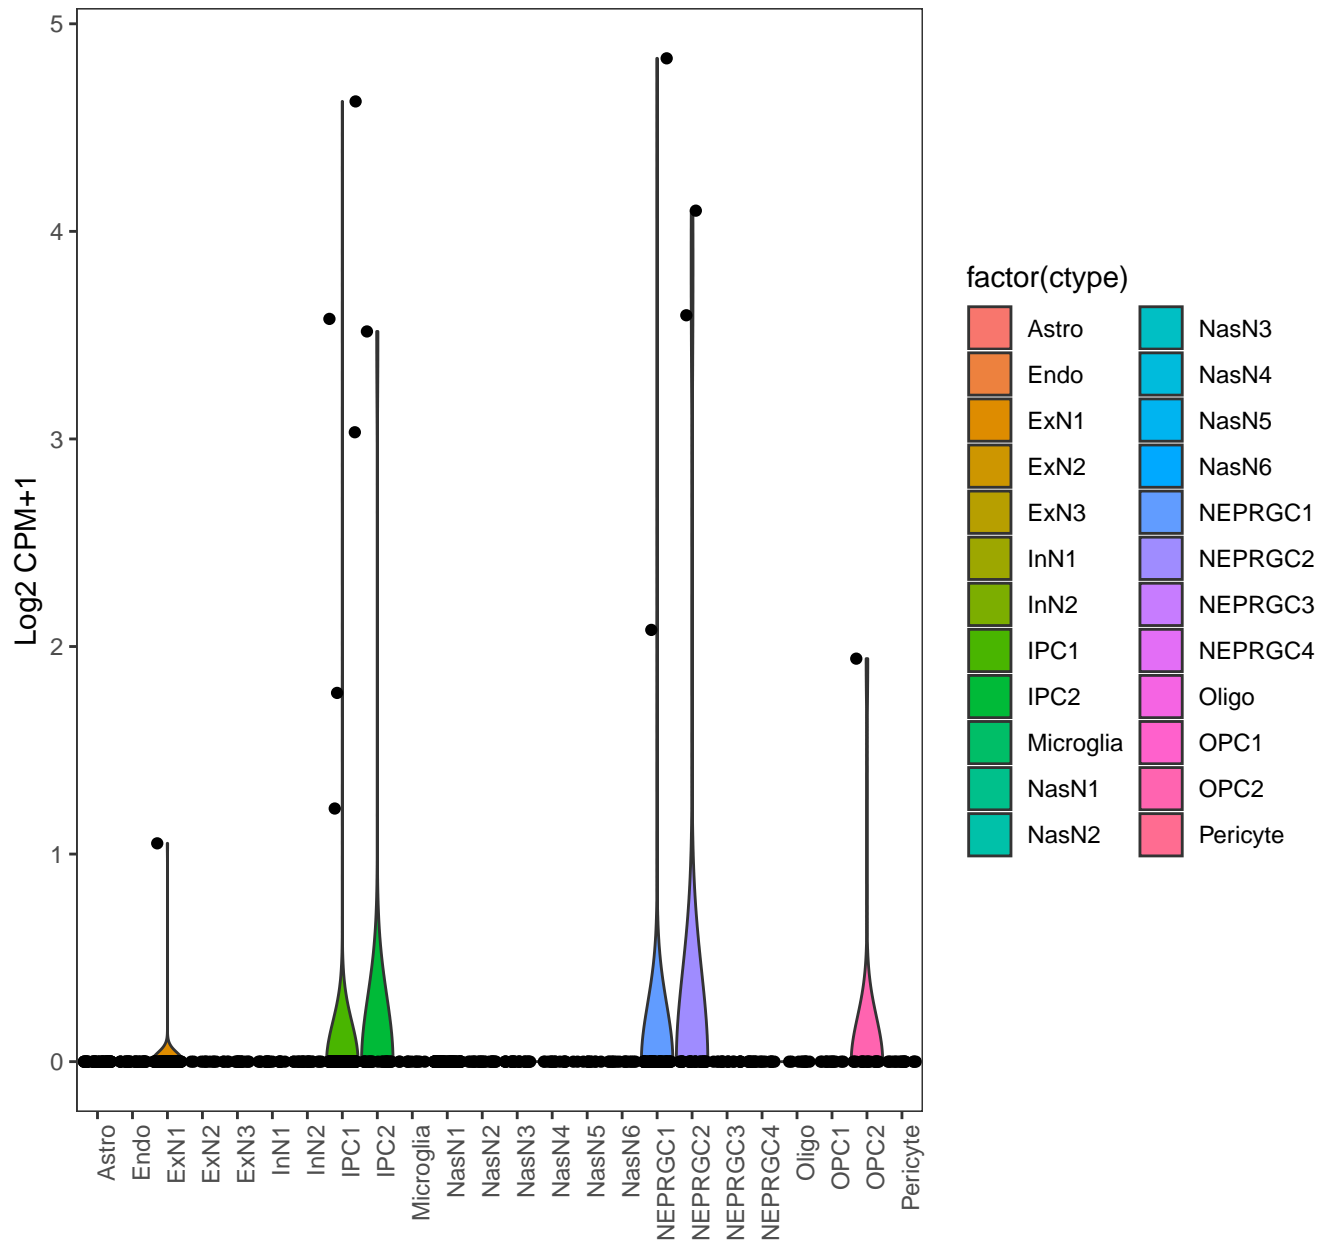 5
4
3
2
1
0
Log2 CPM+1
Astro
Endo
ExN1
ExN2
ExN3
InN1
InN2
IPC1
IPC2
Microglia
NasN1
NasN2
NasN3
NasN4
NasN5
NasN6
NEPRGC1
NEPRGC2
NEPRGC3
NEPRGC4
Oligo
OPC1
OPC2
Pericyte
factor(ctype)
Astro
Endo
ExN1
ExN2
ExN3
InN1
InN2
IPC1
IPC2
Microglia
NasN1
NasN2
NasN3
NasN4
NasN5
NasN6
NEPRGC1
NEPRGC2
NEPRGC3
NEPRGC4
Oligo
OPC1
OPC2
Pericyte